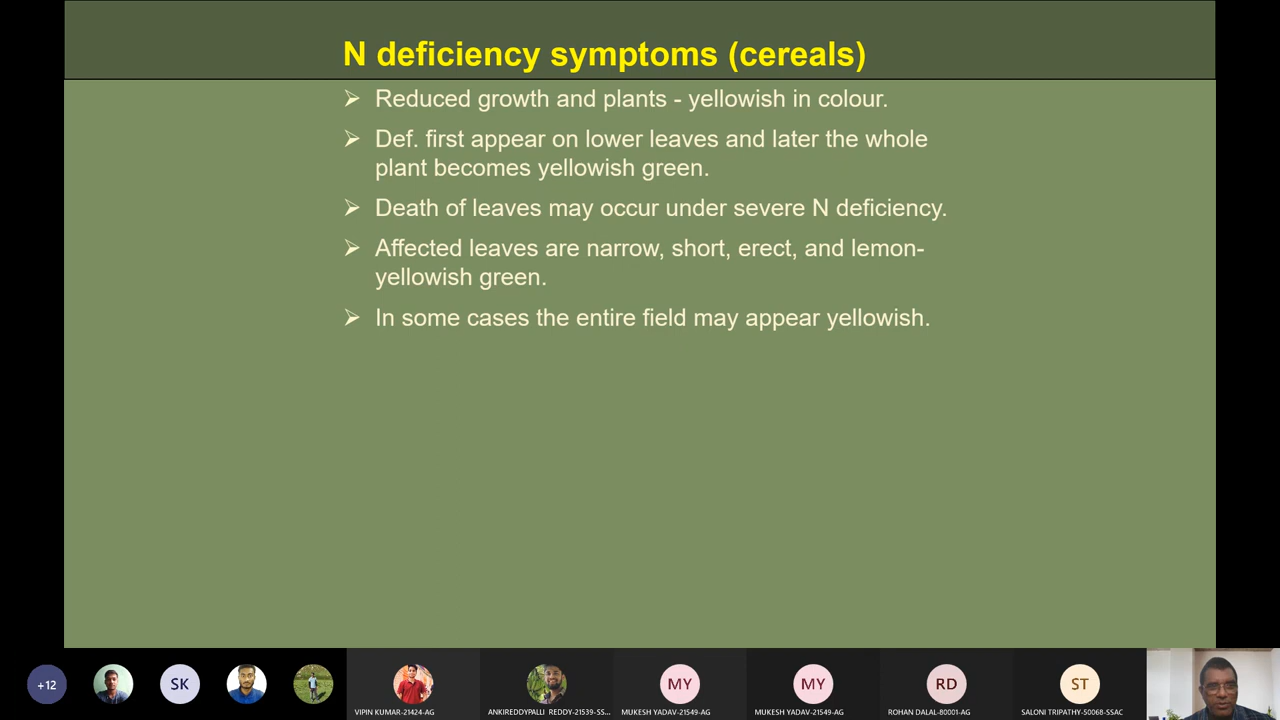 N deficiency symptoms (cereals)
➢ Reduced growth and plants - yellowish in colour.
➢ Def. first appear on lower leaves and later the whole
plant becomes yellowish green.
➢ Death of leaves may occur under severe N deficiency.
➢ Affected leaves are narrow, short, erect, and lemon-
yellowish green.
➢ In some cases the entire field may appear yellowish.
+12
SK
MY
MY
RD
ST
VIPIN KUMAR-21424-AG
ANKIREDDYPALLI REDDY-21539-SS...
MUKESH YADAV-21549-AG
MUKESH YADAV-21549-AG
ROHAN DALAL-80001-AG
SALONI TRIPATHY-50068-SSAC